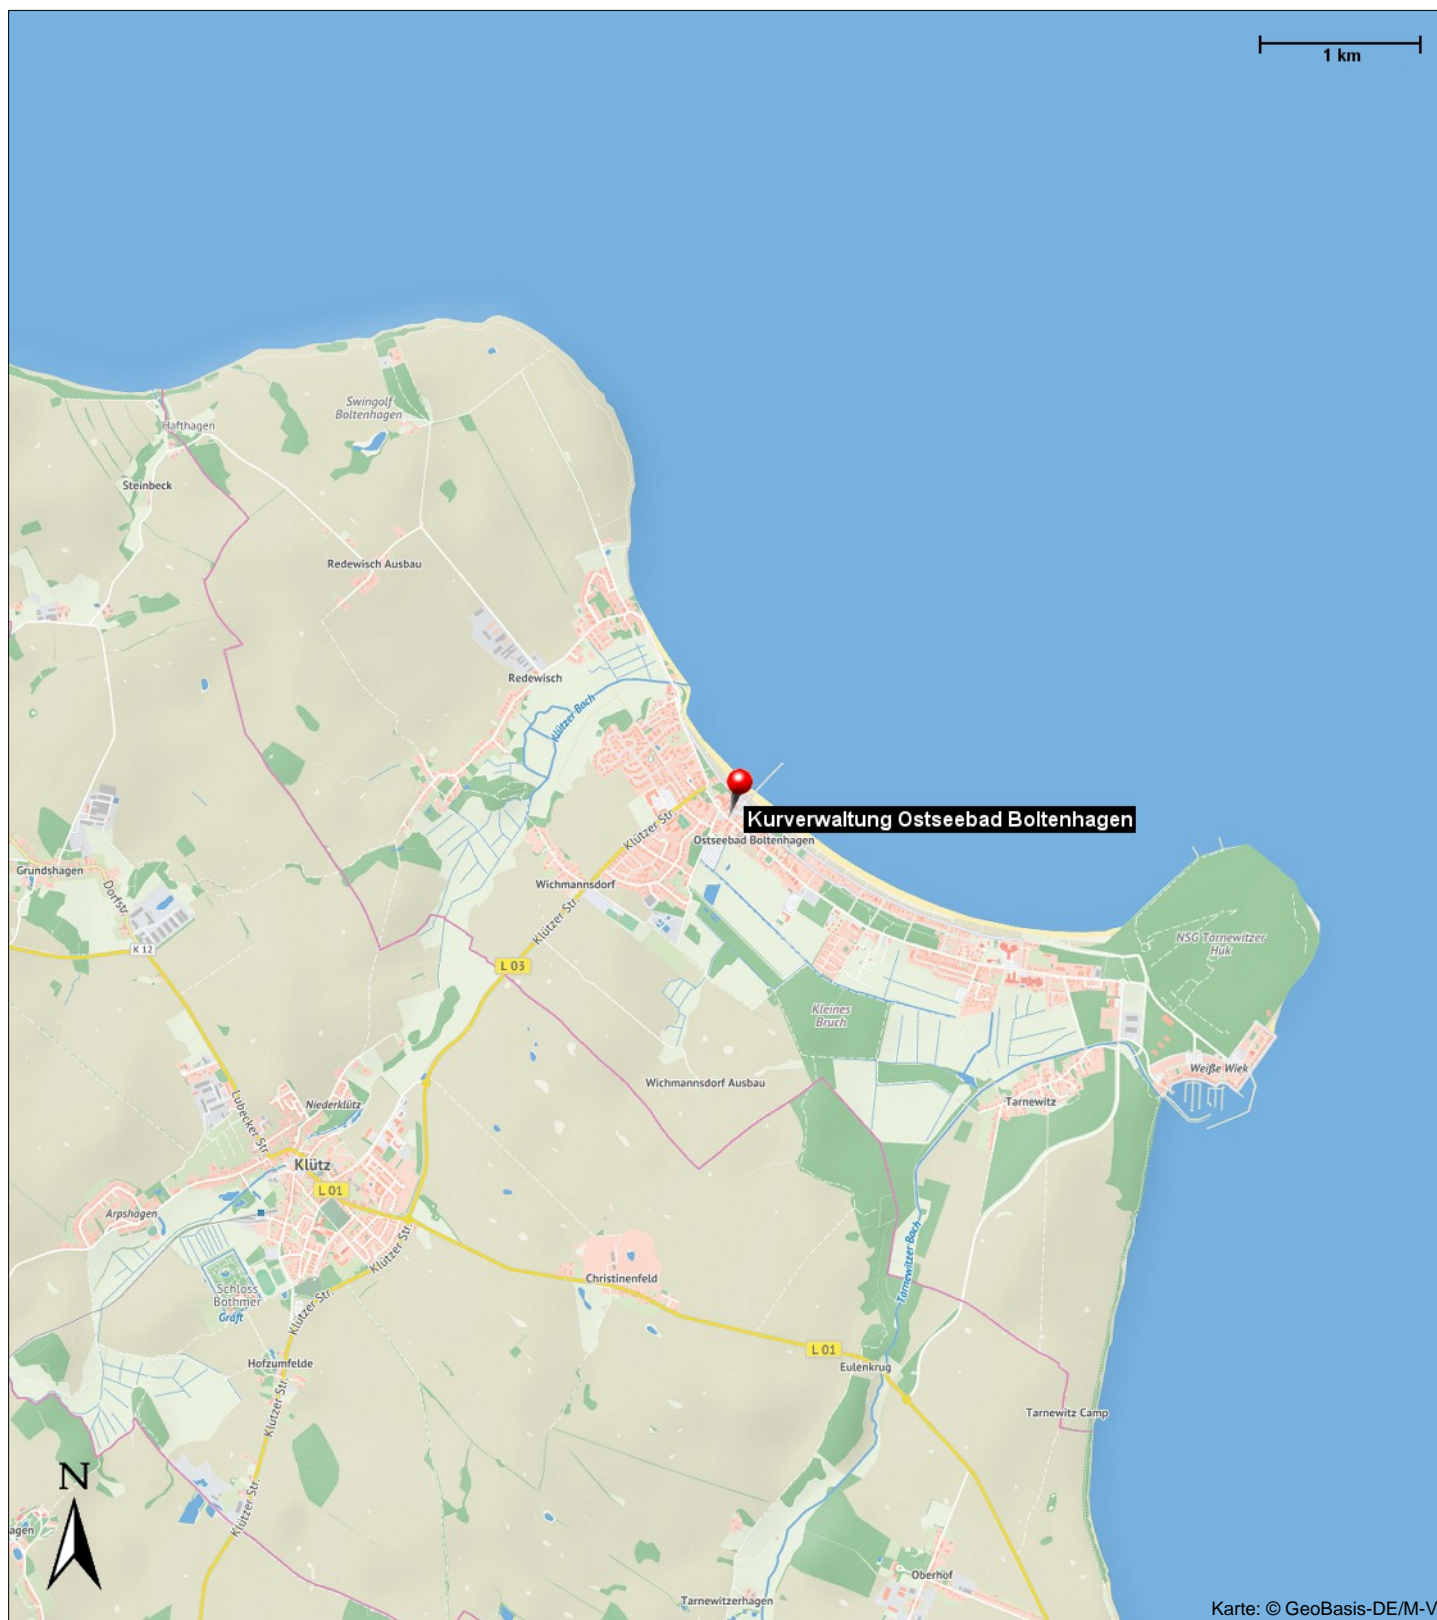 1 km
Swingolf
Boltenhagen
Hafthagen
Steinbeck
Redewisch Ausbau
Redewisch
Klützer Bach
Kurverwaltung Ostseebad Boltenhagen
Klützer Str.
Ostseebad Boltenhagen
Grundshagen
Dorfstr.
Wichmannsdorf
Klützer Str.
K 12
L 03
NSG Tarnewitzer
Huk
Kleines
Bruch
Weiße Wiek
Wichmannsdorf Ausbau
Tarnewitz
Lübecker Str.
Niederklütz
Klütz
L 01
Arpshagen
Klützer Str.
Tarnewitzer Bach
Christinenfeld
Schloss
Bothmer
Graft
Klützer Str.
L 01
Hofzumfelde
Eulenkrug
Klützer Str.
Tarnewitz Camp
N
Klützer Str.
agen
Oberhof
Tarnewitzerhagen
Karte: © GeoBasis-DE/M-V